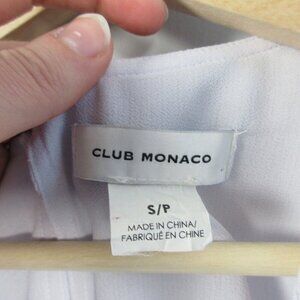 CLUB MONACO
S/P
MADE IN CHINA/
FABRIQUÉ EN CHINE